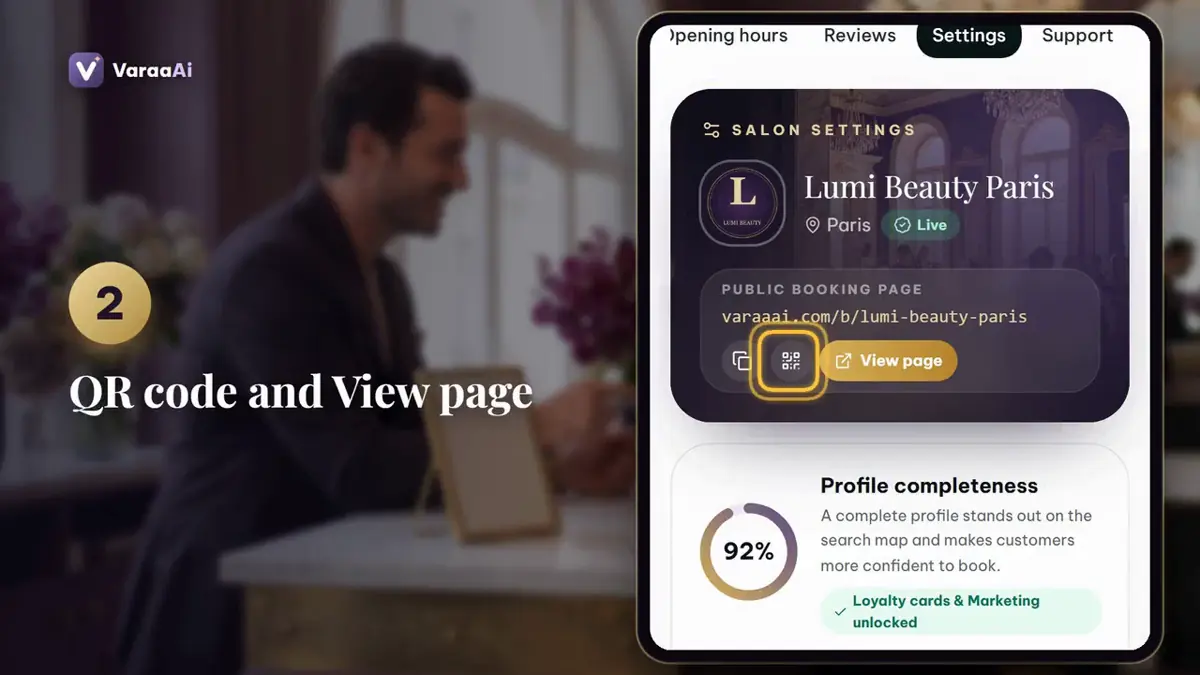 VaraaAi
2
QR code and View page
Opening hours Reviews Settings Support
SALON SETTINGS
L
LUMI BEAUTY
Lumi Beauty Paris
Paris Live
PUBLIC BOOKING PAGE
varaaai.com/b/lumi-beauty-paris
View page
Profile completeness
A complete profile stands out on the
search map and makes customers
more confident to book.
92%
Loyalty cards & Marketing
unlocked